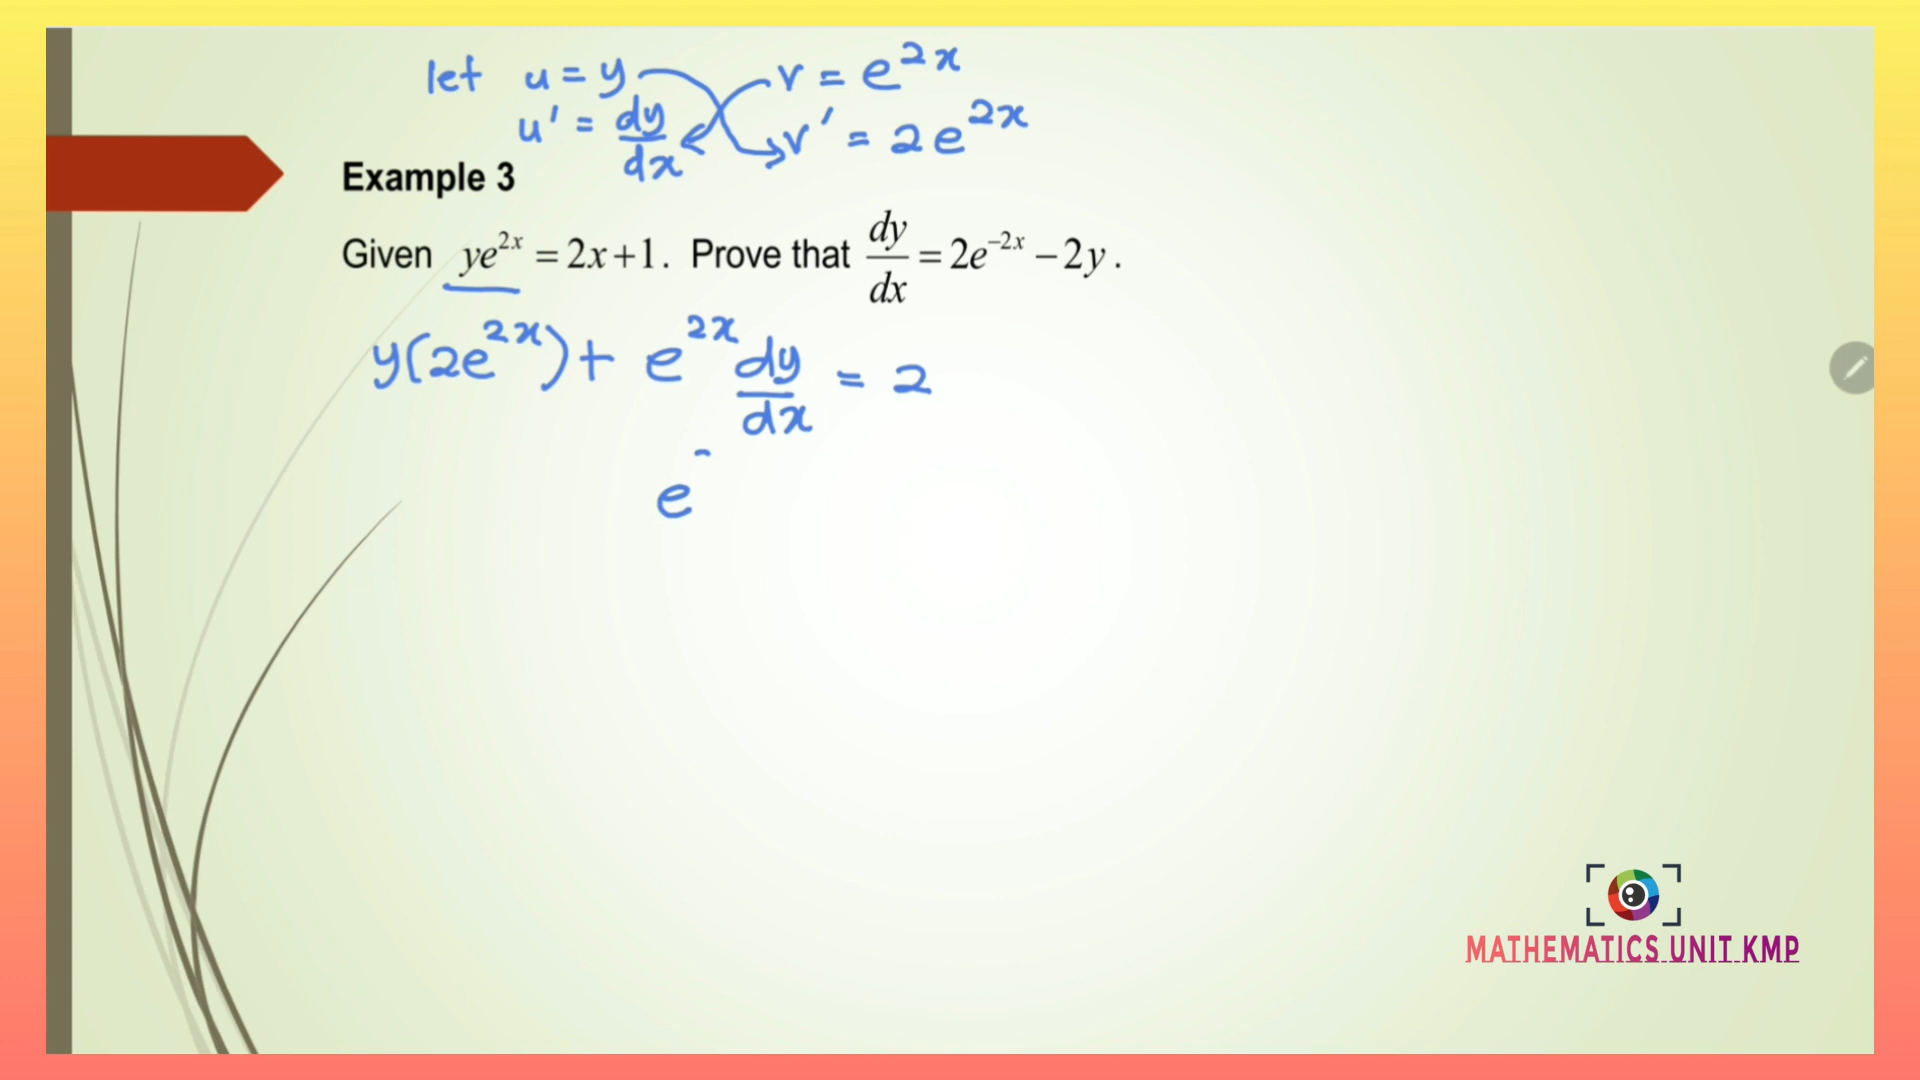 let u = y v = e^2x
u' = dy/dx v' = 2e^2x
Example 3
Given ye^2x = 2x+1. Prove that dy/dx = 2e^−2x − 2y.
y(2e^2x) + e^2x dy/dx = 2
e^-
MATHEMATICS UNIT KMP